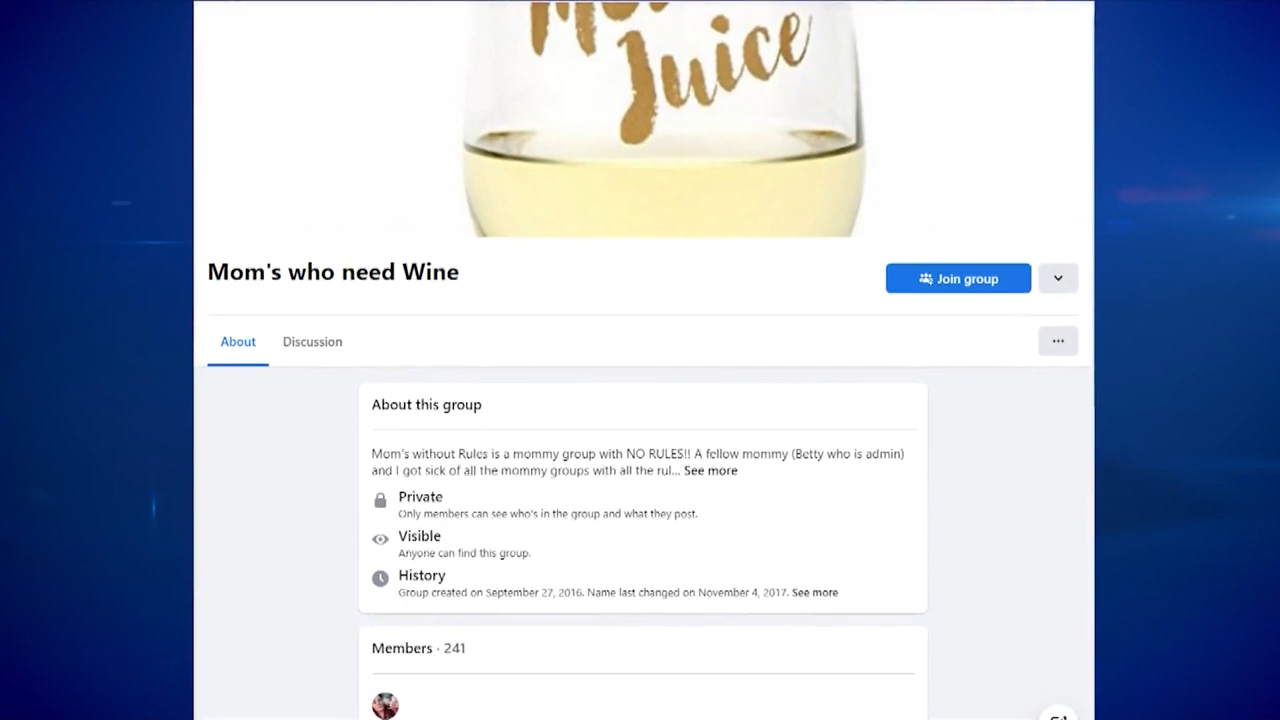 Juice
Mom's who need Wine
Join group
About
Discussion
About this group
Mom's without Rules is a mommy group with NO RULES!! A fellow mommy (Betty who is admin)
and I got sick of all the mommy groups with all the rul... See more
Private
Only members can see who's in the group and what they post.
Visible
Anyone can find this group.
History
Group created on September 27, 2016. Name last changed on November 4, 2017. See more
Members · 241